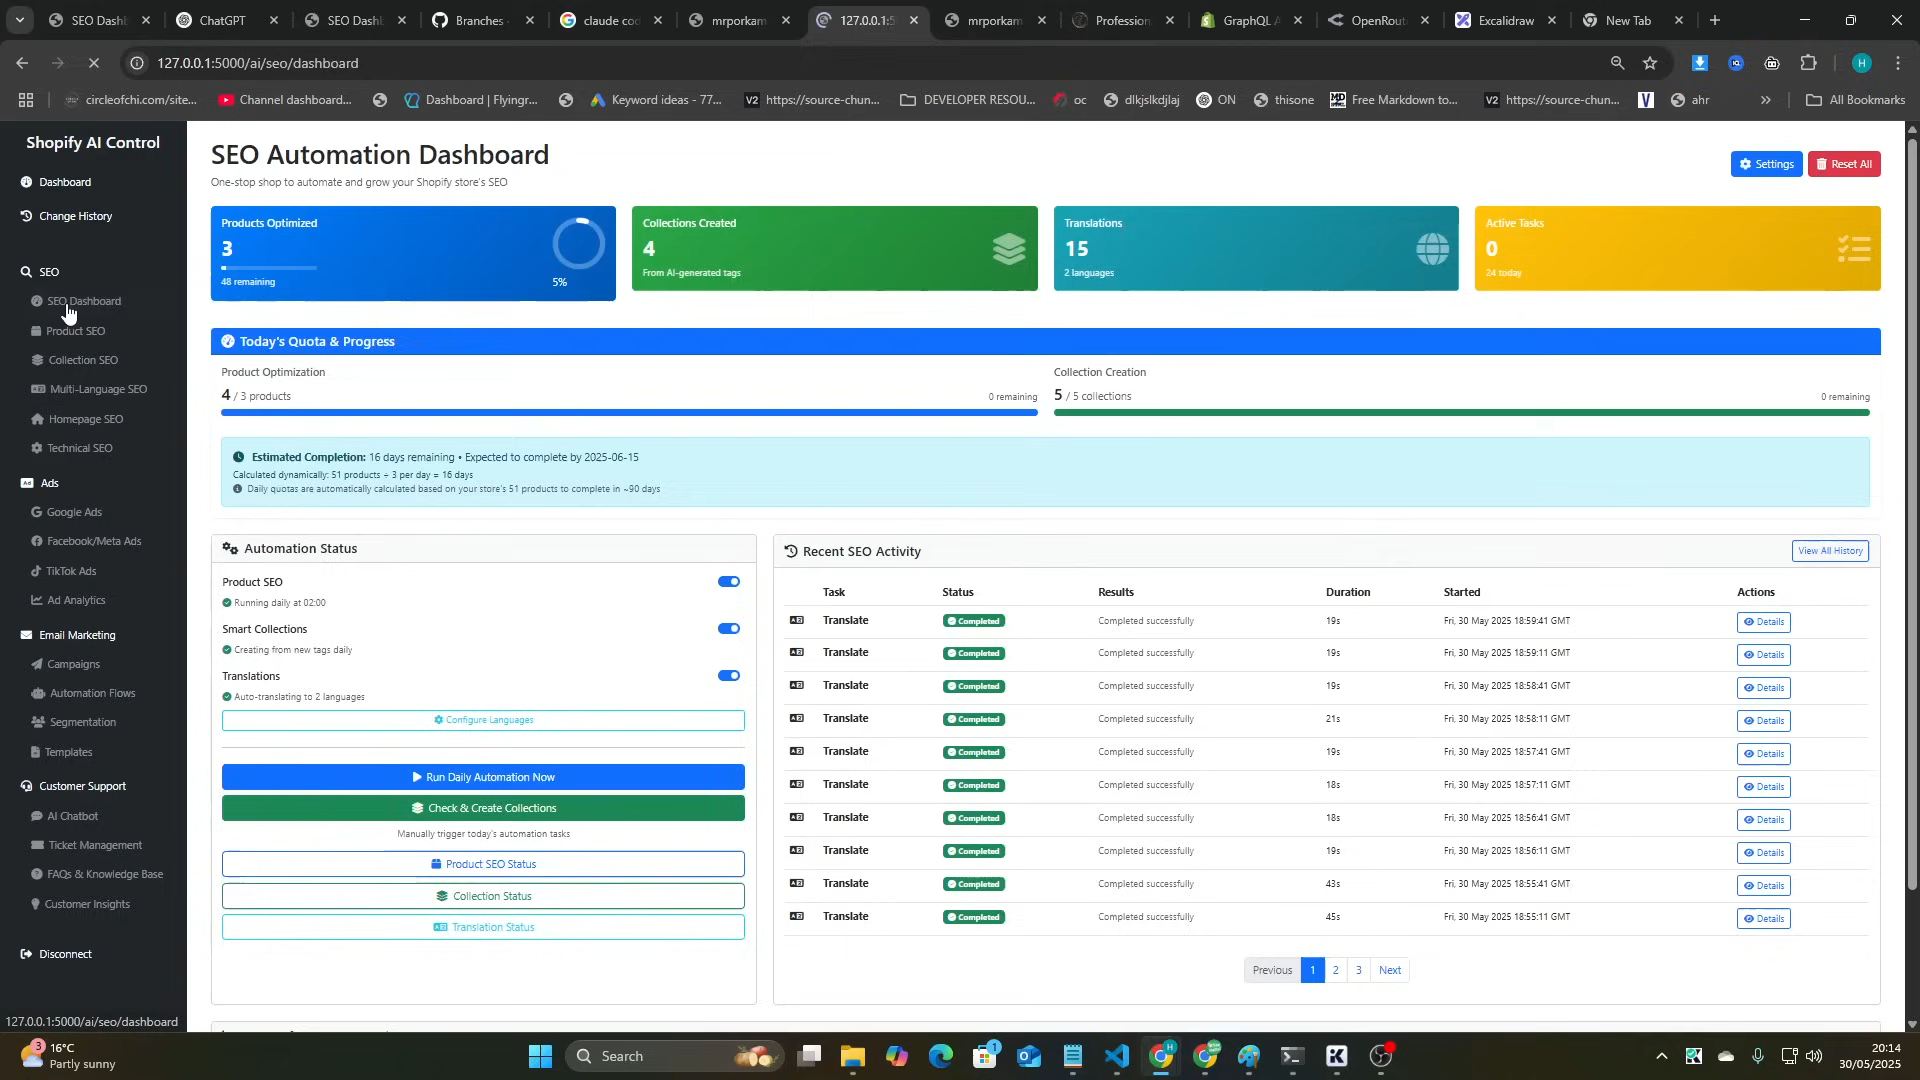 SEO Dashb
ChatGPT
SEO Dashb
Branches
claude cod
mrporkam
127.0.0.1:5
mrporkam
Profession
GraphQL A
OpenRout
Excalidraw
New Tab
127.0.0.1:5000/ai/seo/dashboard
H
circleofchi.com/site...
Channel dashboard...
Dashboard | Flyingr...
Keyword ideas - 77...
V2 https://source-chun...
DEVELOPER RESOU...
oc
dlkjslkdjlaj
ON
thisone
Free Markdown to...
V2 https://source-chun...
V
ahr
All Bookmarks
Shopify AI Control
Dashboard
Change History
SEO
SEO Dashboard
Product SEO
Collection SEO
Multi-Language SEO
Homepage SEO
Technical SEO
Ads
Google Ads
Facebook/Meta Ads
TikTok Ads
Ad Analytics
Email Marketing
Campaigns
Automation Flows
Segmentation
Templates
Customer Support
AI Chatbot
Ticket Management
FAQs & Knowledge Base
Customer Insights
Disconnect
127.0.0.1:5000/ai/seo/dashboard
SEO Automation Dashboard
One-stop shop to automate and grow your Shopify store's SEO
Settings
Reset All
Products Optimized
3
48 remaining
5%
Collections Created
4
From AI-generated tags
Translations
15
2 languages
Active Tasks
0
24 today
Today's Quota & Progress
Product Optimization
4 / 3 products
0 remaining
Collection Creation
5 / 5 collections
0 remaining
Estimated Completion: 16 days remaining • Expected to complete by 2025-06-15
Calculated dynamically: 51 products ÷ 3 per day = 16 days
Daily quotas are automatically calculated based on your store's 51 products to complete in ~90 days
Automation Status
Product SEO
Running daily at 02:00
Smart Collections
Creating from new tags daily
Translations
Auto-translating to 2 languages
Configure Languages
Run Daily Automation Now
Check & Create Collections
Manually trigger today's automation tasks
Product SEO Status
Collection Status
Translation Status
Recent SEO Activity
View All History
Task Status Results Duration Started Actions
Translate Completed Completed successfully 19s Fri, 30 May 2025 18:59:41 GMT Details
Translate Completed Completed successfully 19s Fri, 30 May 2025 18:59:11 GMT Details
Translate Completed Completed successfully 19s Fri, 30 May 2025 18:58:41 GMT Details
Translate Completed Completed successfully 21s Fri, 30 May 2025 18:58:11 GMT Details
Translate Completed Completed successfully 19s Fri, 30 May 2025 18:57:41 GMT Details
Translate Completed Completed successfully 18s Fri, 30 May 2025 18:57:11 GMT Details
Translate Completed Completed successfully 18s Fri, 30 May 2025 18:56:41 GMT Details
Translate Completed Completed successfully 19s Fri, 30 May 2025 18:56:11 GMT Details
Translate Completed Completed successfully 43s Fri, 30 May 2025 18:55:41 GMT Details
Translate Completed Completed successfully 45s Fri, 30 May 2025 18:55:11 GMT Details
Previous 1 2 3 Next
3
16°C
Partly sunny
Search
1
20:14
30/05/2025